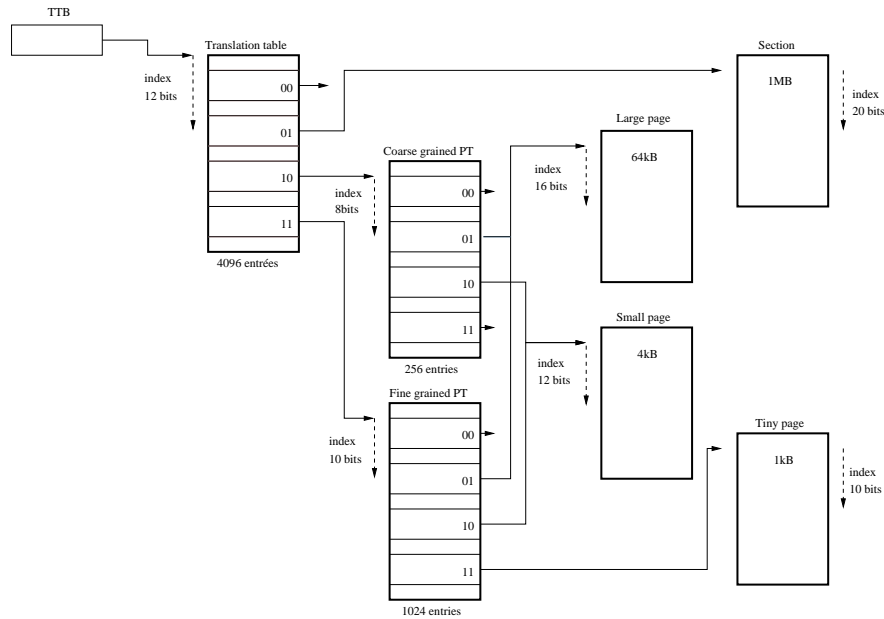 TTB
Translation table
index
12 bits
00
01
10
11
4096 entrées
Coarse grained PT
index
8bits
00
01
10
11
256 entries
Fine grained PT
index
10 bits
00
01
10
11
1024 entries
Large page
index
16 bits
64kB
Small page
index
12 bits
4kB
Section
1MB
index
20 bits
Tiny page
1kB
index
10 bits